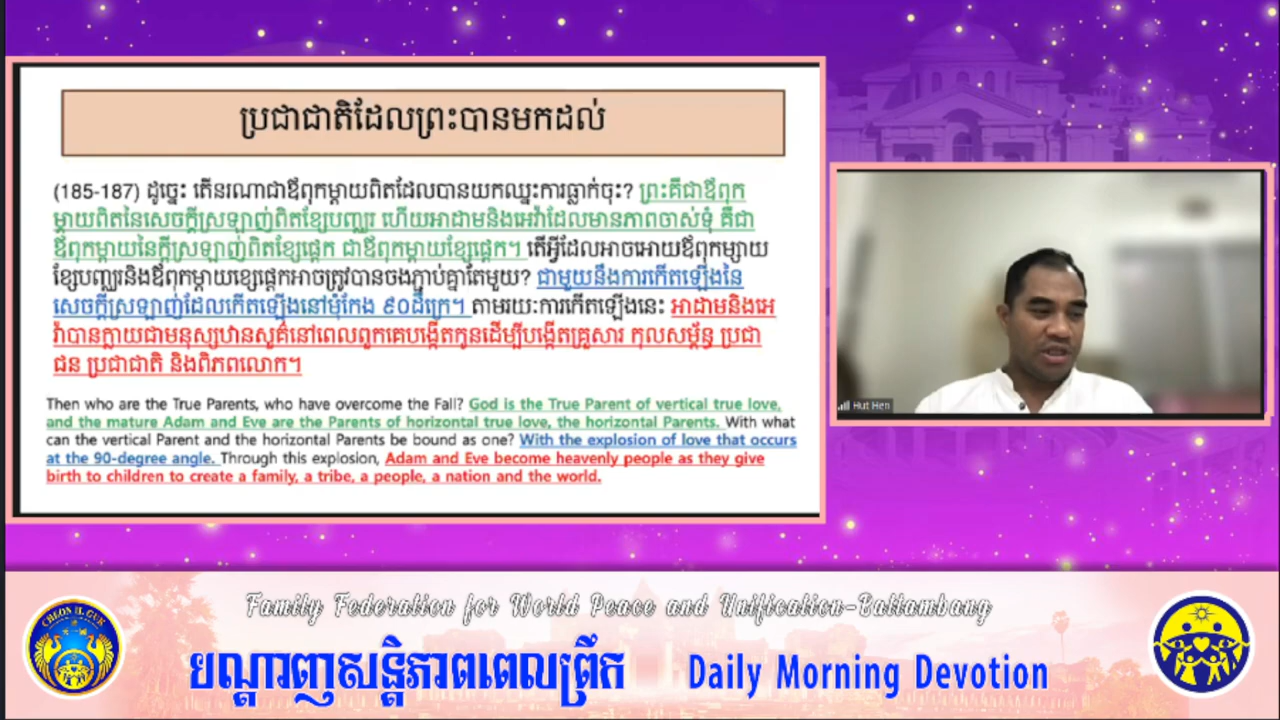 ប្រជាជាតិដែលព្រះបានមកដល់
(185-187) ដូច្នេះ តើនរណាជាឪពុកម្តាយពិតដែលបានយកឈ្នះការធ្លាក់ចុះ? ព្រះគឺជាឪពុក
ម្តាយពិតនៃសេចក្តីស្រឡាញ់ពិតខ្សែបញ្ឈរ ហើយអាដាមនិងអេវ៉ាដែលមានភាពចាស់ទុំ គឺជា
ឪពុកម្តាយនៃក្តីស្រឡាញ់ពិតខ្សែផ្តេក ជាឪពុកម្តាយខ្សែផ្តេក។ តើអ្វីដែលអាចអោយឪពុកម្សាយ
ខ្សែបញ្ឈរនិងឪពុកម្តាយខ្សេផ្តេកអាចត្រូវបានចងភ្ជាប់គ្នាតែមួយ? ជាមួយនឹងការកើតឡើងនៃ
សេចក្តីស្រឡាញ់ដែលកើតឡើងនៅមុំកែង ៩០ដឺក្រេ។ តាមរយៈការកើតឡើងនេះ អាដាមនិងអេ
វ៉ាបានក្លាយជាមនុស្សឋានសួគ៌នៅពេលពួកគេបង្កើតកូនដើម្បីបង្កើតគ្រួសារ កុលសម្ព័ន្ធ ប្រជា
ជន ប្រជាជាតិ និងពិភពលោក។
Then who are the True Parents, who have overcome the Fall? God is the True Parent of vertical true love,
and the mature Adam and Eve are the Parents of horizontal true love, the horizontal Parents. With what
can the vertical Parent and the horizontal Parents be bound as one? With the explosion of love that occurs
at the 90-degree angle. Through this explosion, Adam and Eve become heavenly people as they give
birth to children to create a family, a tribe, a people, a nation and the world.
Hut Hen
Family Federation for World Peace and Unification-Battambang
CHEON IL GUK
បណ្តាញសន្តិភាពពេលព្រឹក Daily Morning Devotion